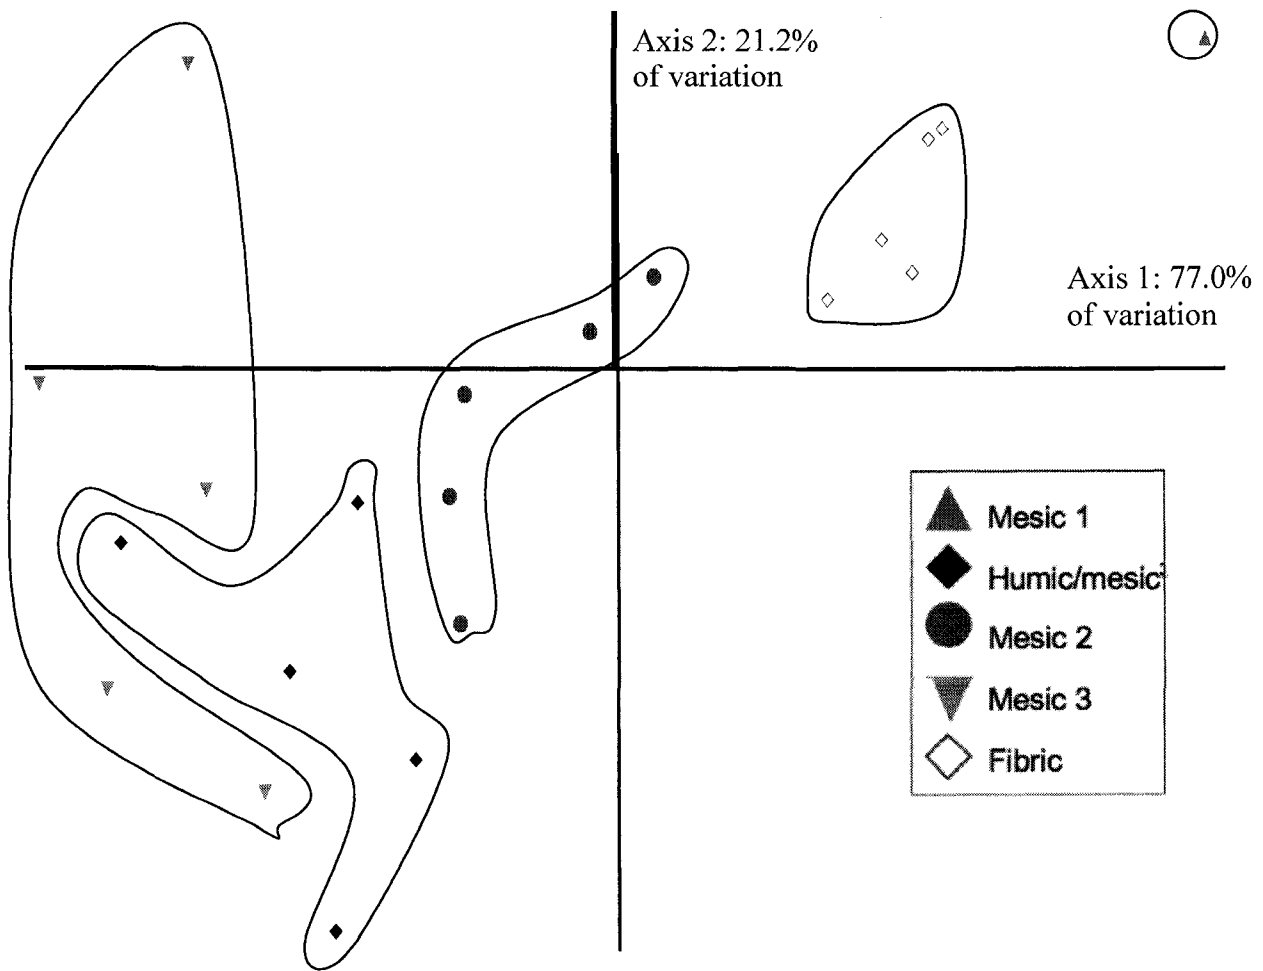 Axis 2: 21.2%
of variation
Axis 1: 77.0%
of variation
Mesic 1
Humic/mesic
Mesic 2
Mesic 3
Fibric